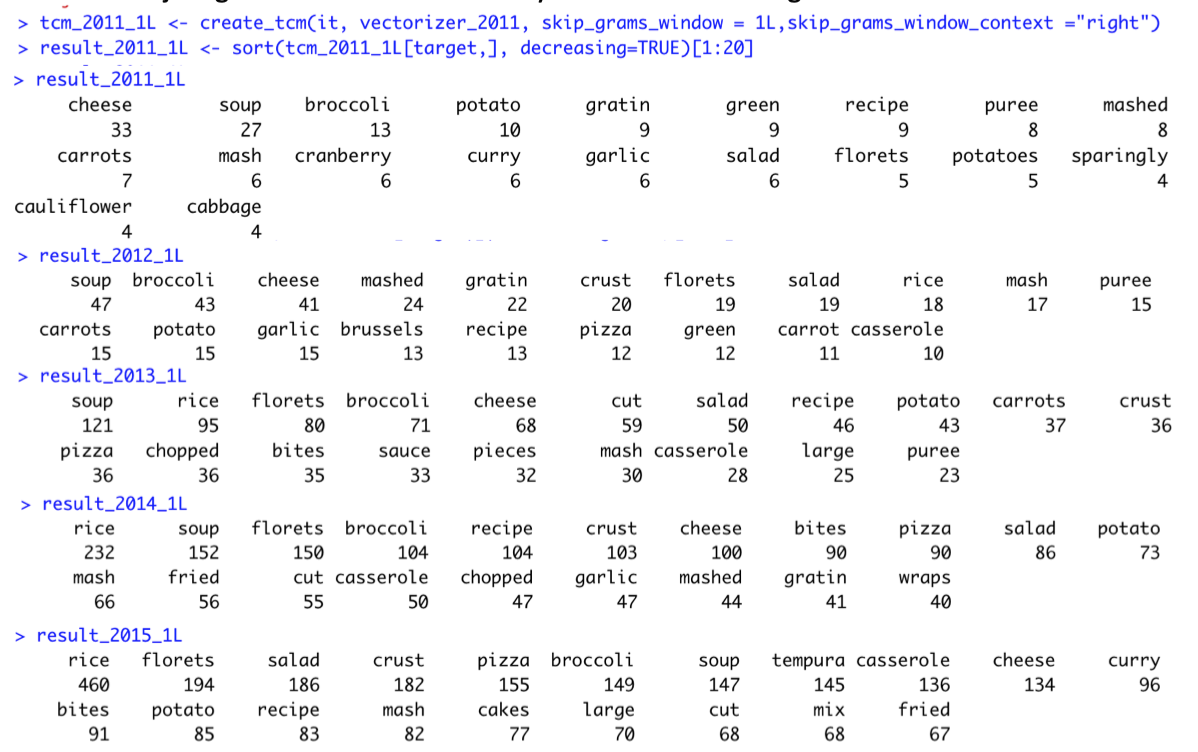 > tcm_2011_1L <- create_tcm(it, vectorizer_2011, skip_grams_window = 1L,skip_grams_window_context ="right")
> result_2011_1L <- sort(tcm_2011_1L[target,], decreasing=TRUE)[1:20]
> result_2011_1L
cheese soup broccoli potato gratin green recipe puree mashed
33 27 13 10 9 9 9 8 8
carrots mash cranberry curry garlic salad florets potatoes sparingly
7 6 6 6 6 6 5 5 4
cauliflower cabbage
4 4
> result_2012_1L
soup broccoli cheese mashed gratin crust florets salad rice mash puree
47 43 41 24 22 20 19 19 18 17 15
carrots potato garlic brussels recipe pizza green carrot casserole
15 15 15 13 13 12 12 11 10
> result_2013_1L
soup rice florets broccoli cheese cut salad recipe potato carrots crust
121 95 80 71 68 59 50 46 43 37 36
pizza chopped bites sauce pieces mash casserole large puree
36 36 35 33 32 30 28 25 23
> result_2014_1L
rice soup florets broccoli recipe crust cheese bites pizza salad potato
232 152 150 104 104 103 100 90 90 86 73
mash fried cut casserole chopped garlic mashed gratin wraps
66 56 55 50 47 47 44 41 40
> result_2015_1L
rice florets salad crust pizza broccoli soup tempura casserole cheese curry
460 194 186 182 155 149 147 145 136 134 96
bites potato recipe mash cakes large cut mix fried
91 85 83 82 77 70 68 68 67